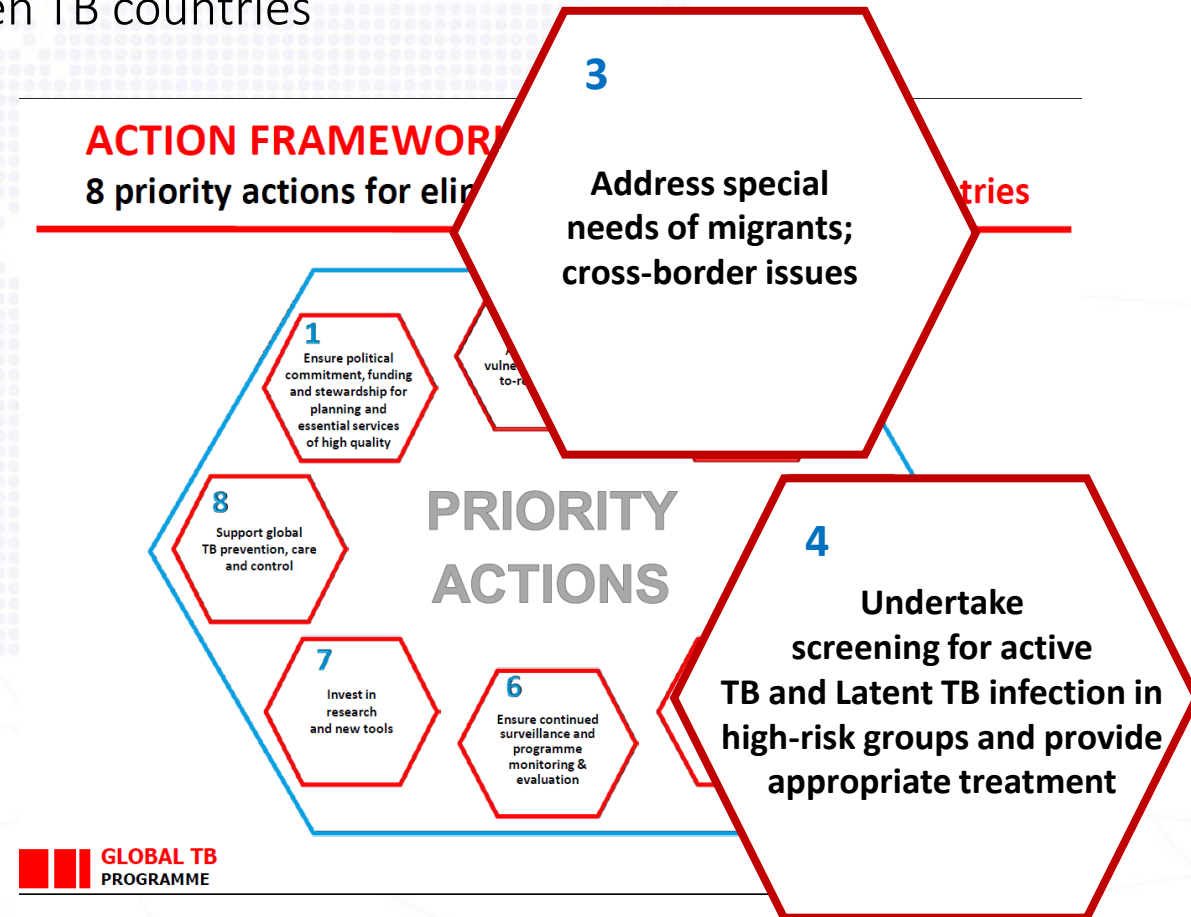 TB countries
ACTION
8 priority actions for
tries
3
Address special
needs of migrants;
cross-border issues
1
Ensure political
commitment, funding
and stewardship for
planning and
essential services
of high quality
8
Support global
TB prevention, care
and control
PRIORITY
ACTIONS
4
Undertake
screening for active
TB and Latent TB infection in
high-risk groups and provide
appropriate treatment
7
Invest in
research
and new tools
6
Ensure continued
surveillance and
programme
monitoring &
evaluation
GLOBAL TB
PROGRAMME